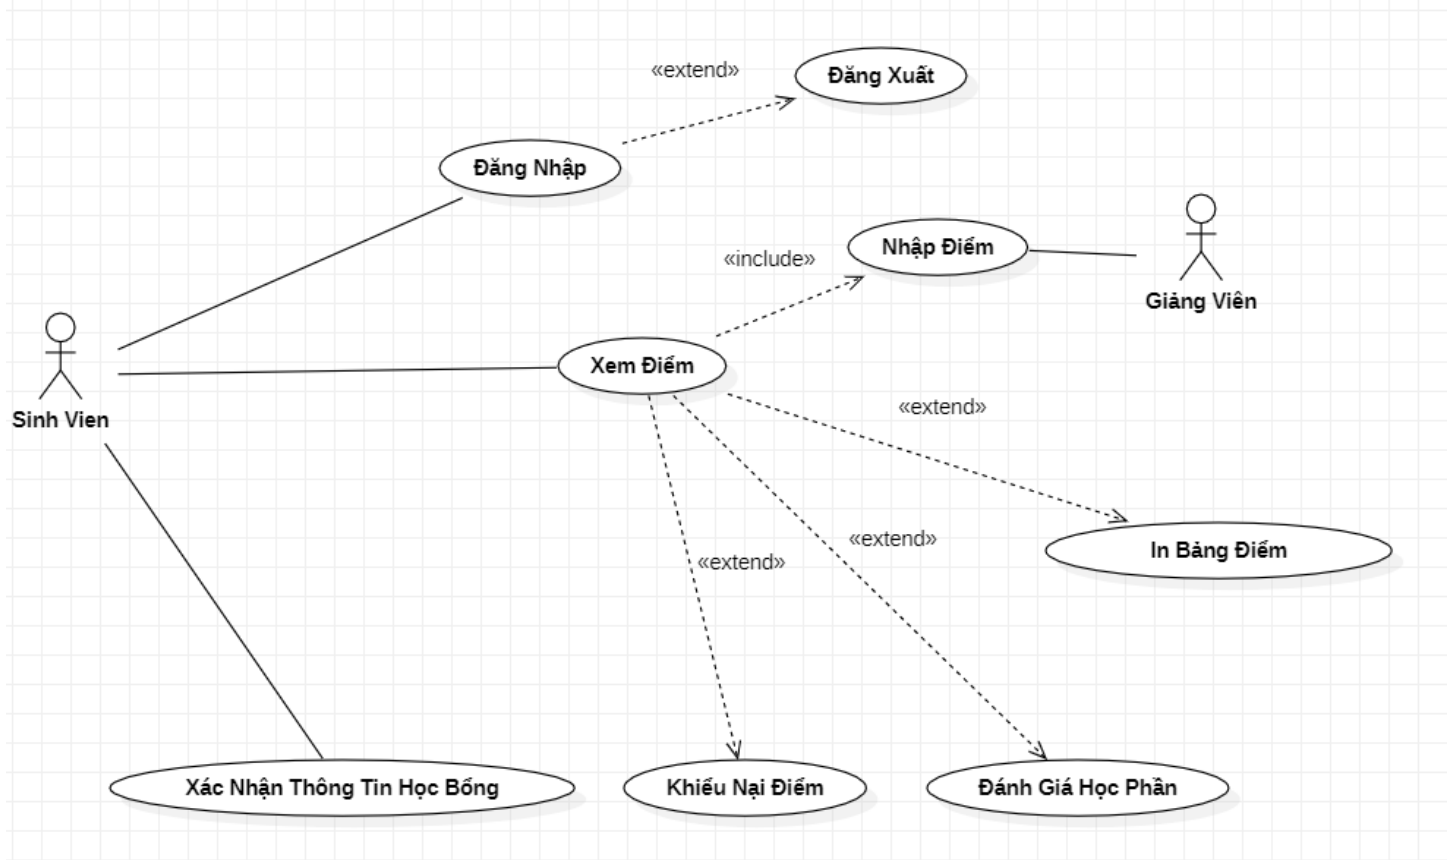 «extend»
Đăng Xuất
Đăng Nhập
«include»
Nhập Điểm
Giảng Viên
Xem Điểm
Sinh Vien
«extend»
«extend»
«extend»
In Bảng Điểm
Xác Nhận Thông Tin Học Bổng
Khiếu Nại Điểm
Đánh Giá Học Phần